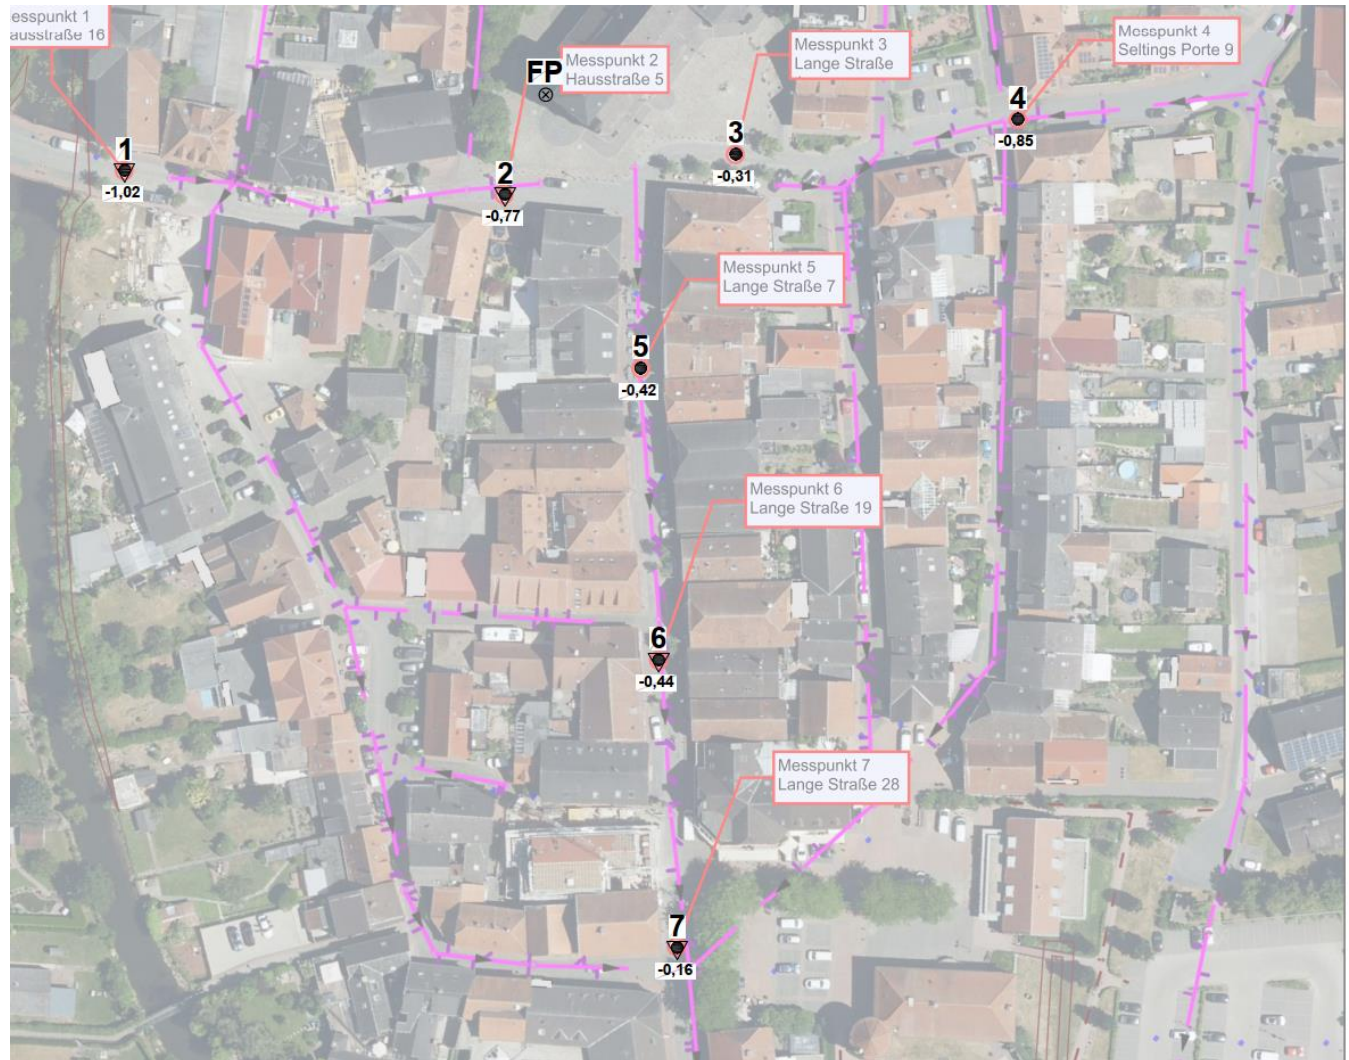 esspunkt 1
ausstraße 16
1
-1,02
FP
Messpunkt 2
Hausstraße 5
2
-0,77
Messpunkt 3
Lange Straße
3
-0,31
Messpunkt 4
Seltings Porte 9
4
-0,85
Messpunkt 5
Lange Straße 7
5
-0,42
Messpunkt 6
Lange Straße 19
6
-0,44
Messpunkt 7
Lange Straße 28
7
-0,16